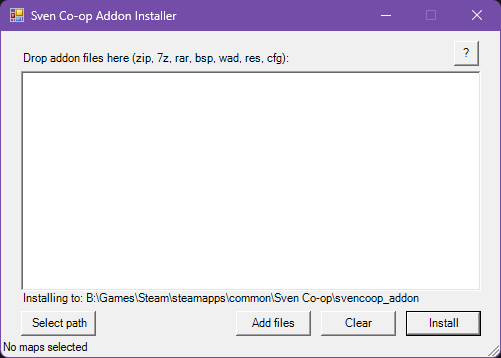 Sven Co-op Addon Installer
Drop addon files here (zip, 7z, rar, bsp, wad, res, cfg):
?
Installing to: B:\Games\Steam\steamapps\common\Sven Co-op\svencoop_addon
Select path
Add files
Clear
Install
No maps selected